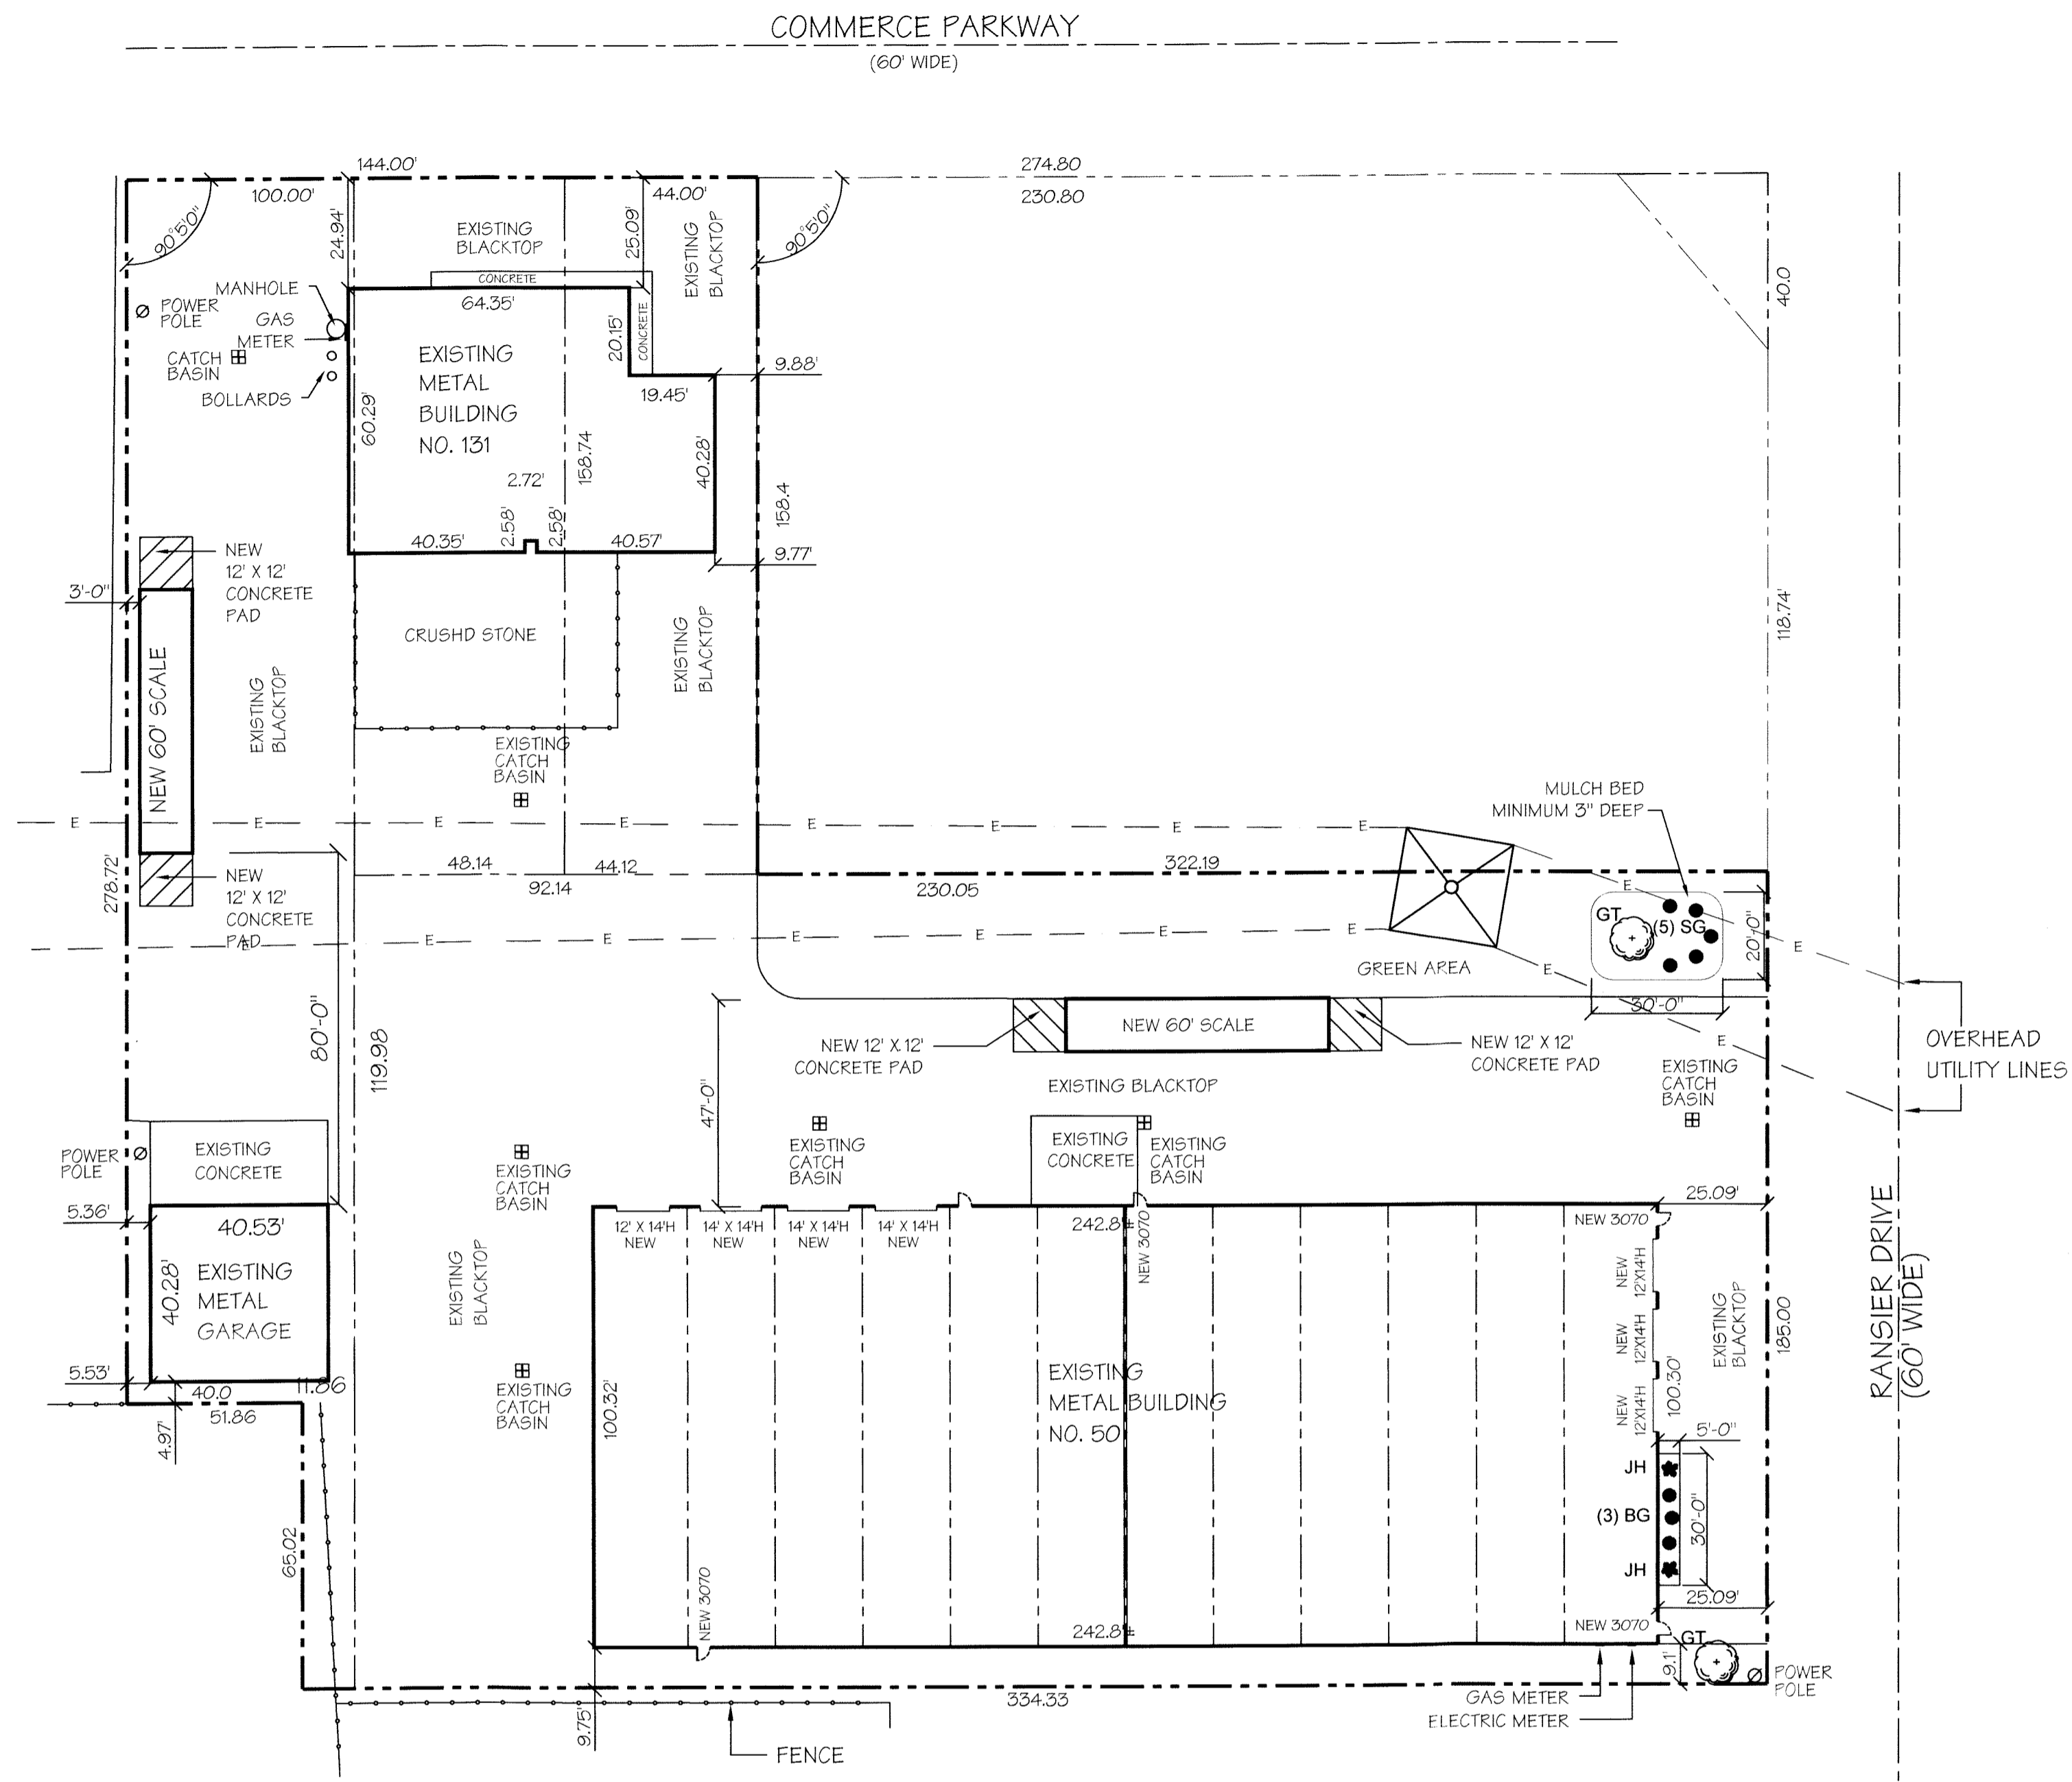 COMMERCE PARKWAY
(60' WIDE)
144.00'
274.80
100.00'
44.00'
230.80
90°5'0"
24.94'
EXISTING
BLACKTOP
25.09'
EXISTING
BLACKTOP
90°5'0"
40.0
CONCRETE
MANHOLE
POWER
POLE
GAS
METER
64.35'
20.15'
CONCRETE
CATCH
BASIN
BOLLARDS
EXISTING
METAL
BUILDING
NO. 131
9.88'
19.45'
60.29'
158.74
40.28'
2.72'
158.4
2.58'
2.58'
40.35'
40.57'
9.77'
NEW
12' X 12'
CONCRETE
PAD
3'-0"
118.74'
CRUSHD STONE
EXISTING
BLACKTOP
NEW 60' SCALE
EXISTING
BLACKTOP
EXISTING
CATCH
BASIN
MULCH BED
MINIMUM 3" DEEP
E E E E E E E E
278.72'
48.14
44.12
322.19
92.14
230.05
E
NEW
12' X 12'
CONCRETE
PAD
GT
(5) SG
20'-0"
E E E E E E E
E
GREEN AREA
E
30'-0"
80'-0"
119.98
NEW 60' SCALE
NEW 12' X 12'
CONCRETE PAD
NEW 12' X 12'
CONCRETE PAD
E
OVERHEAD
UTILITY LINES
47'-0"
EXISTING BLACKTOP
EXISTING
CATCH
BASIN
POWER
POLE
EXISTING
CONCRETE
EXISTING
CATCH
BASIN
EXISTING
CATCH
BASIN
EXISTING
CONCRETE
EXISTING
CATCH
BASIN
25.09'
5.36'
40.53'
12' X 14'H
NEW
14' X 14'H
NEW
14' X 14'H
NEW
14' X 14'H
NEW
242.8'±
NEW 3070
NEW 3070
40.28'
EXISTING
METAL
GARAGE
EXISTING
BLACKTOP
NEW
12'X14'H
NEW
12'X14'H
NEW
12'X14'H
EXISTING
BLACKTOP
185.00
RANSIER DRIVE
(60' WIDE)
5.53'
40.0
11.86
51.86
4.97'
EXISTING
CATCH
BASIN
100.32'
EXISTING
METAL BUILDING
NO. 50
100.30'
5'-0"
JH
(3) BG
JH
30'-0"
65.02
NEW 3070
25.09'
242.8'±
NEW 3070
GT
9.1'
POWER
POLE
334.33
GAS METER
ELECTRIC METER
9.75'
FENCE